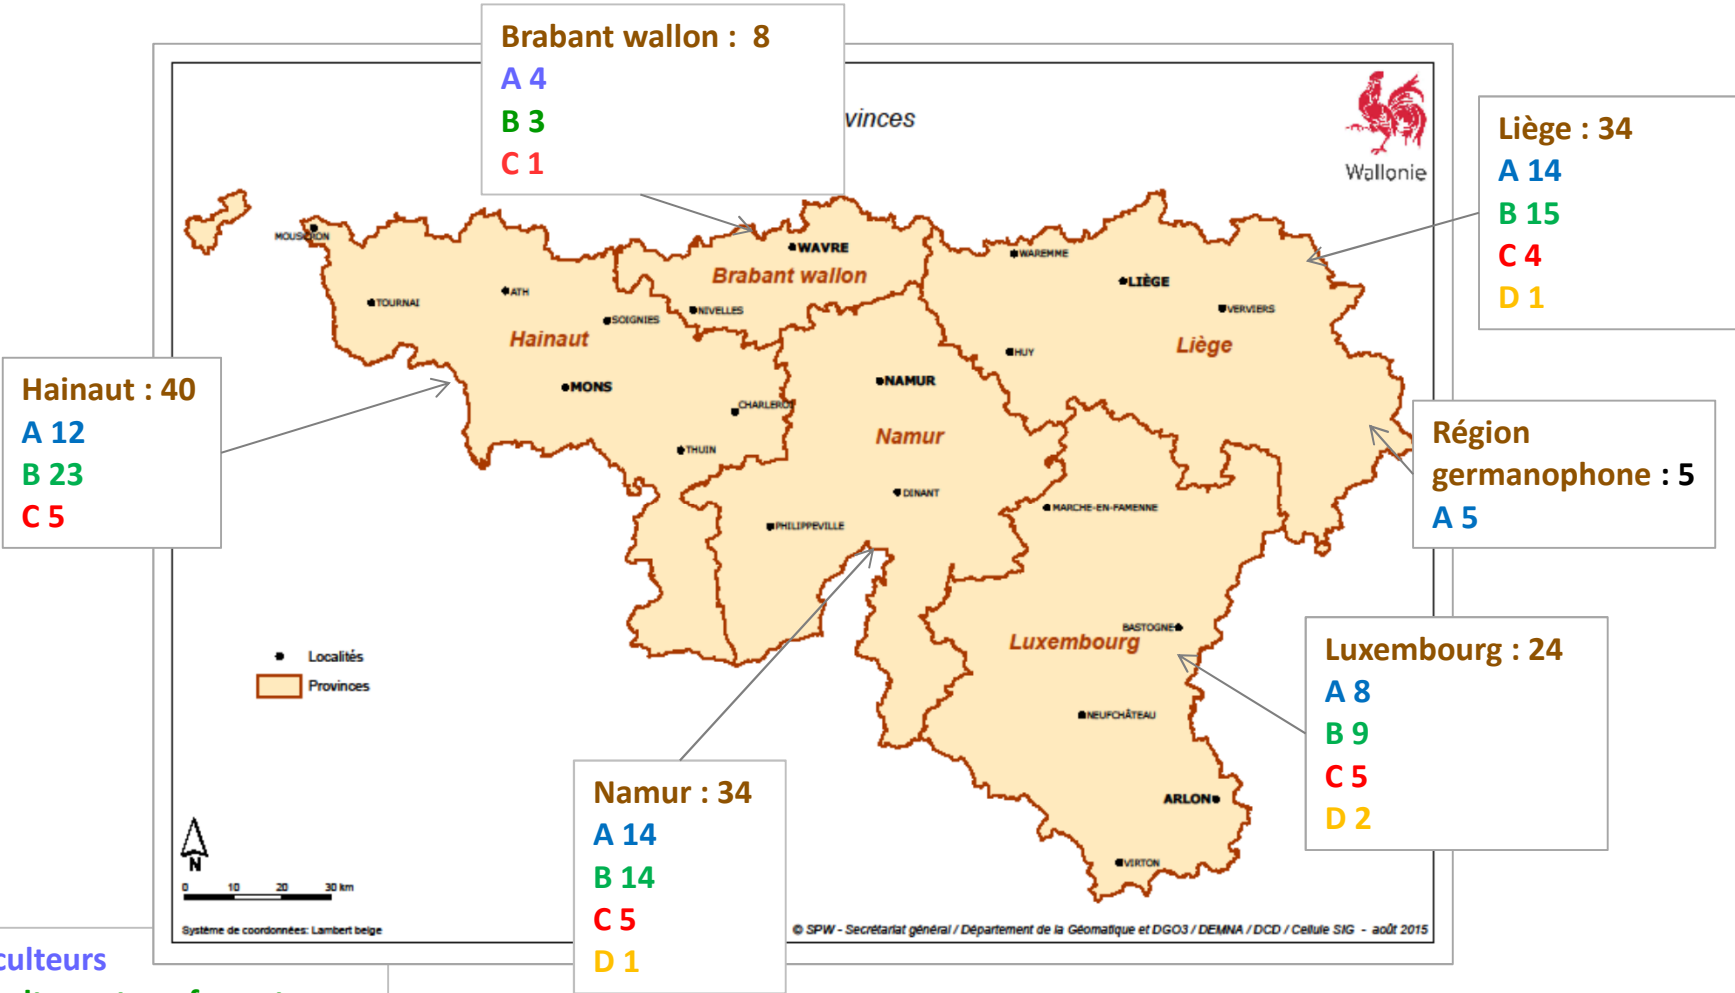 Brabant wallon :  8
A 4
B 3
C 1
vinces
Wallonie
Liège : 34
A 14
B 15
C 4
D 1
MOUSCRON
WAVRE
Brabant wallon
WAREMME
LIÈGE
TOURNAI
ATH
SOIGNIES
NIVELLES
VERVIERS
Hainaut
Liège
HUY
Hainaut : 40
A 12
B 23
C 5
MONS
NAMUR
CHARLEROI
Namur
THUIN
Région
germanophone : 5
A 5
DINANT
MARCHE-EN-FAMENNE
PHILIPPEVILLE
BASTOGNE
Luxembourg
Luxembourg : 24
A 8
B 9
C 5
D 2
Localités
Provinces
NEUFCHÂTEAU
ARLON
VIRTON
Namur : 34
A 14
B 14
C 5
D 1
N
0 10 20 30 km
Système de coordonnées: Lambert belge
© SPW - Secrétariat général / Département de la Géomatique et DGO3 / DEMNA / DCD / Cellule SIG - août 2015
culteurs